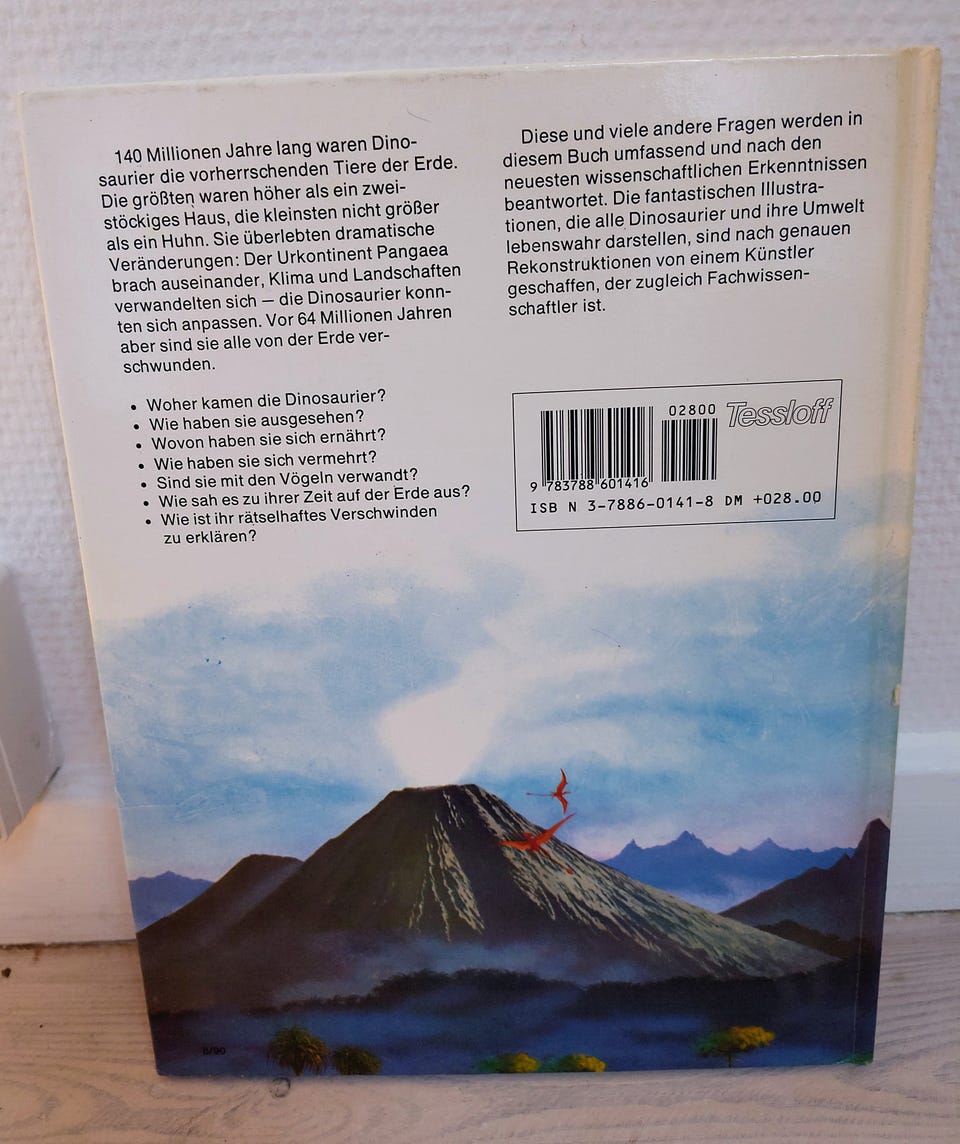 140 Millionen Jahre lang waren Dino-
saurier die vorherrschenden Tiere der Erde.
Die größten waren höher als ein zwei-
stöckiges Haus, die kleinsten nicht größer
als ein Huhn. Sie überlebten dramatische
Veränderungen: Der Urkontinent Pangaea
brach auseinander, Klima und Landschaften
verwandelten sich – die Dinosaurier konn-
ten sich anpassen. Vor 64 Millionen Jahren
aber sind sie alle von der Erde ver-
schwunden.
• Woher kamen die Dinosaurier?
• Wie haben sie ausgesehen?
• Wovon haben sie sich ernährt?
• Wie haben sie sich vermehrt?
• Sind sie mit den Vögeln verwandt?
• Wie sah es zu ihrer Zeit auf der Erde aus?
• Wie ist ihr rätselhaftes Verschwinden
zu erklären?
Diese und viele andere Fragen werden in
diesem Buch umfassend und nach den
neuesten wissenschaftlichen Erkenntnissen
beantwortet. Die fantastischen Illustra-
tionen, die alle Dinosaurier und ihre Umwelt
lebenswahr darstellen, sind nach genauen
Rekonstruktionen von einem Künstler
geschaffen, der zugleich Fachwissen-
schaftler ist.
02800 Tessloff
9 783788 601416
ISB N 3-7886-0141-8 DM +028.00
8/90